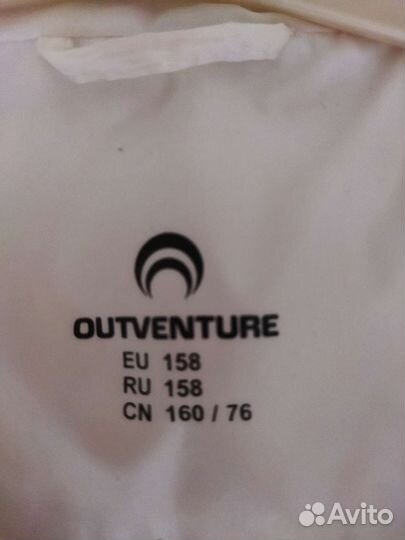 OUTVENTURE
EU 158
RU 158
CN 160 / 76
Avito